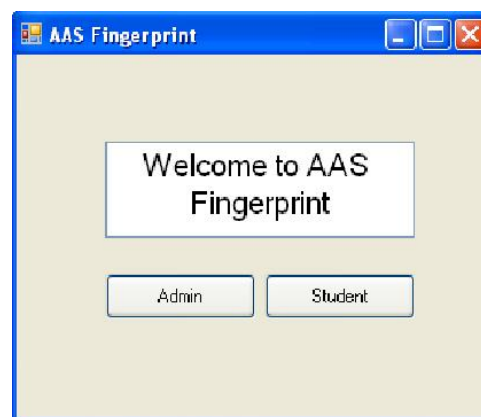 AAS Fingerprint
Welcome to AAS
Fingerprint
Admin Student